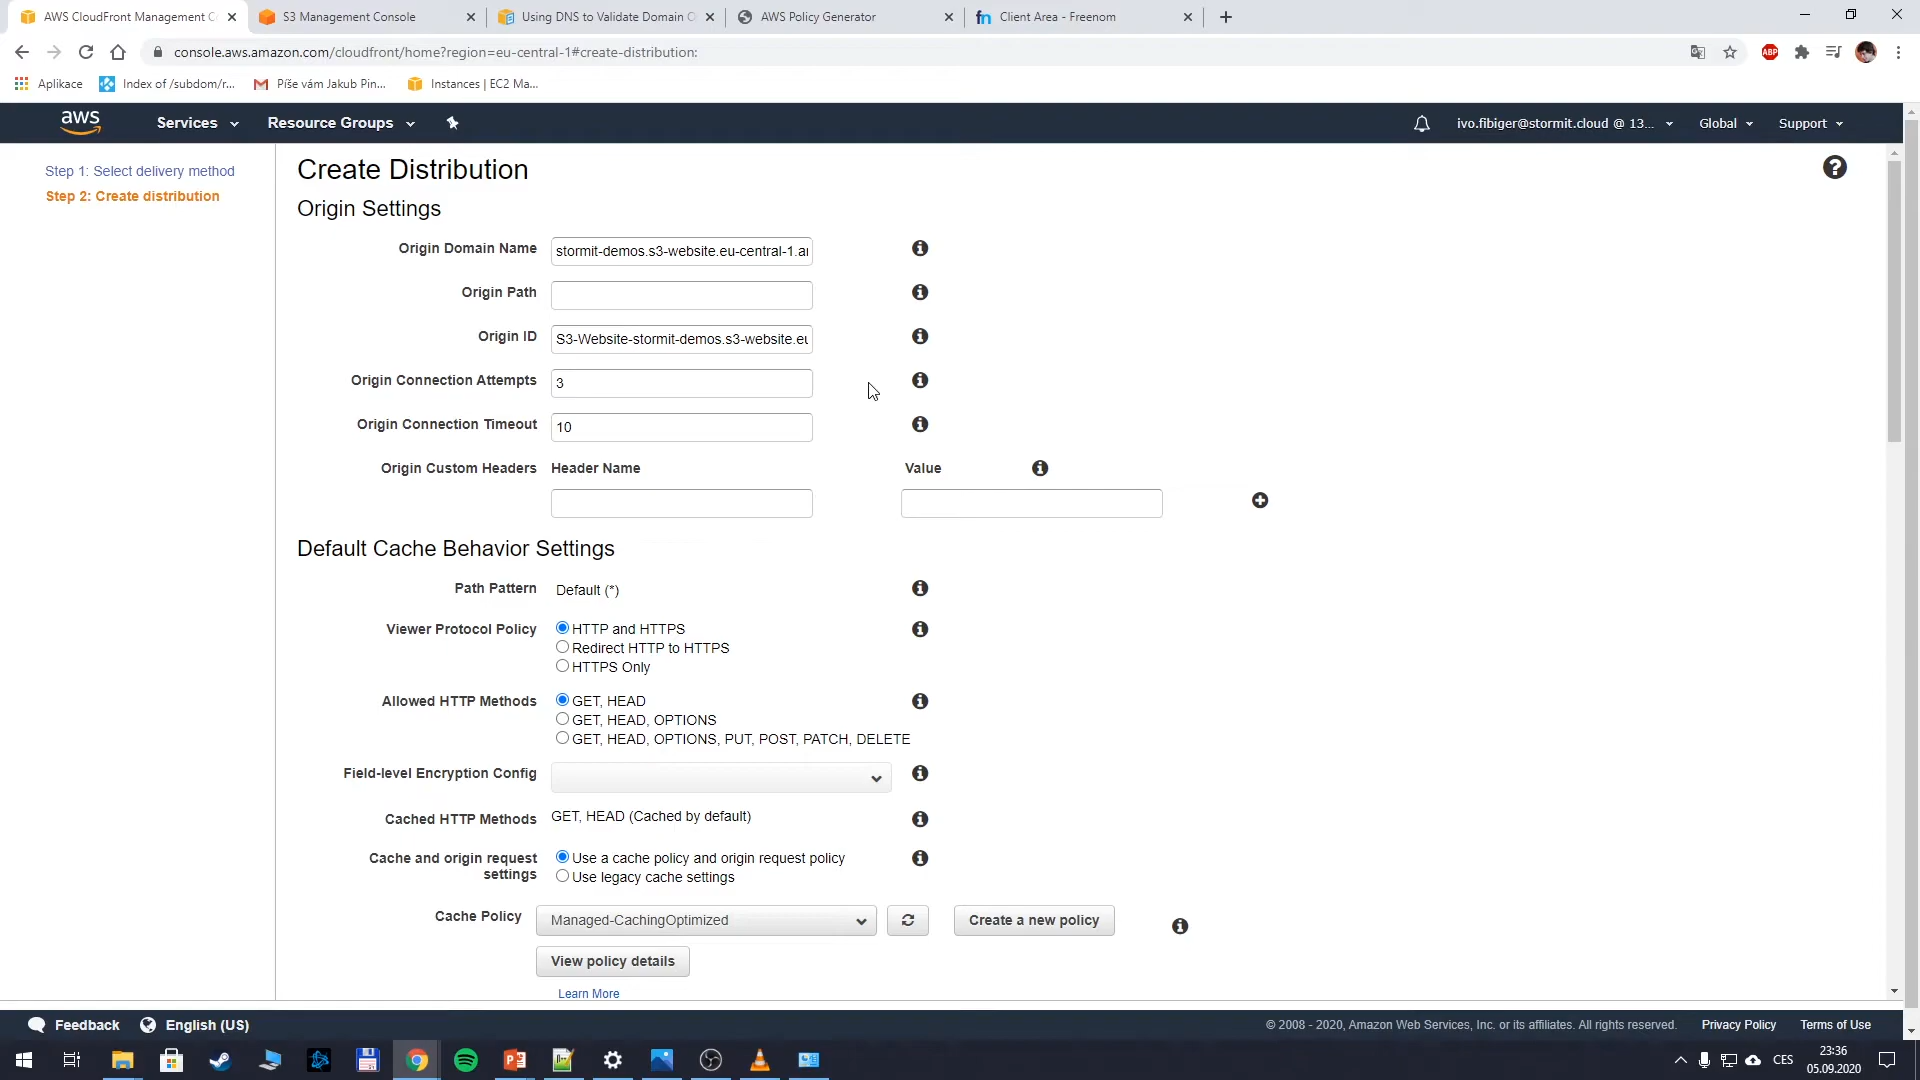 AWS CloudFront Management C
S3 Management Console
Using DNS to Validate Domain O
AWS Policy Generator
Client Area - Freenom
console.aws.amazon.com/cloudfront/home?region=eu-central-1#create-distribution:
ABP
Aplikace
Index of /subdom/r...
Píše vám Jakub Pin...
Instances | EC2 Ma...
aws
Services
Resource Groups
ivo.fibiger@stormit.cloud @ 13...
Global
Support
Step 1: Select delivery method
Step 2: Create distribution
Create Distribution
Origin Settings
Origin Domain Name
stormit-demos.s3-website.eu-central-1.a
Origin Path
Origin ID
S3-Website-stormit-demos.s3-website.eu
Origin Connection Attempts
3
Origin Connection Timeout
10
Origin Custom Headers
Header Name
Value
Default Cache Behavior Settings
Path Pattern
Default (*)
Viewer Protocol Policy
HTTP and HTTPS
Redirect HTTP to HTTPS
HTTPS Only
Allowed HTTP Methods
GET, HEAD
GET, HEAD, OPTIONS
GET, HEAD, OPTIONS, PUT, POST, PATCH, DELETE
Field-level Encryption Config
Cached HTTP Methods
GET, HEAD (Cached by default)
Cache and origin request
settings
Use a cache policy and origin request policy
Use legacy cache settings
Cache Policy
Managed-CachingOptimized
Create a new policy
View policy details
Learn More
Feedback
English (US)
© 2008 - 2020, Amazon Web Services, Inc. or its affiliates. All rights reserved.
Privacy Policy
Terms of Use
CES
23:36
05.09.2020